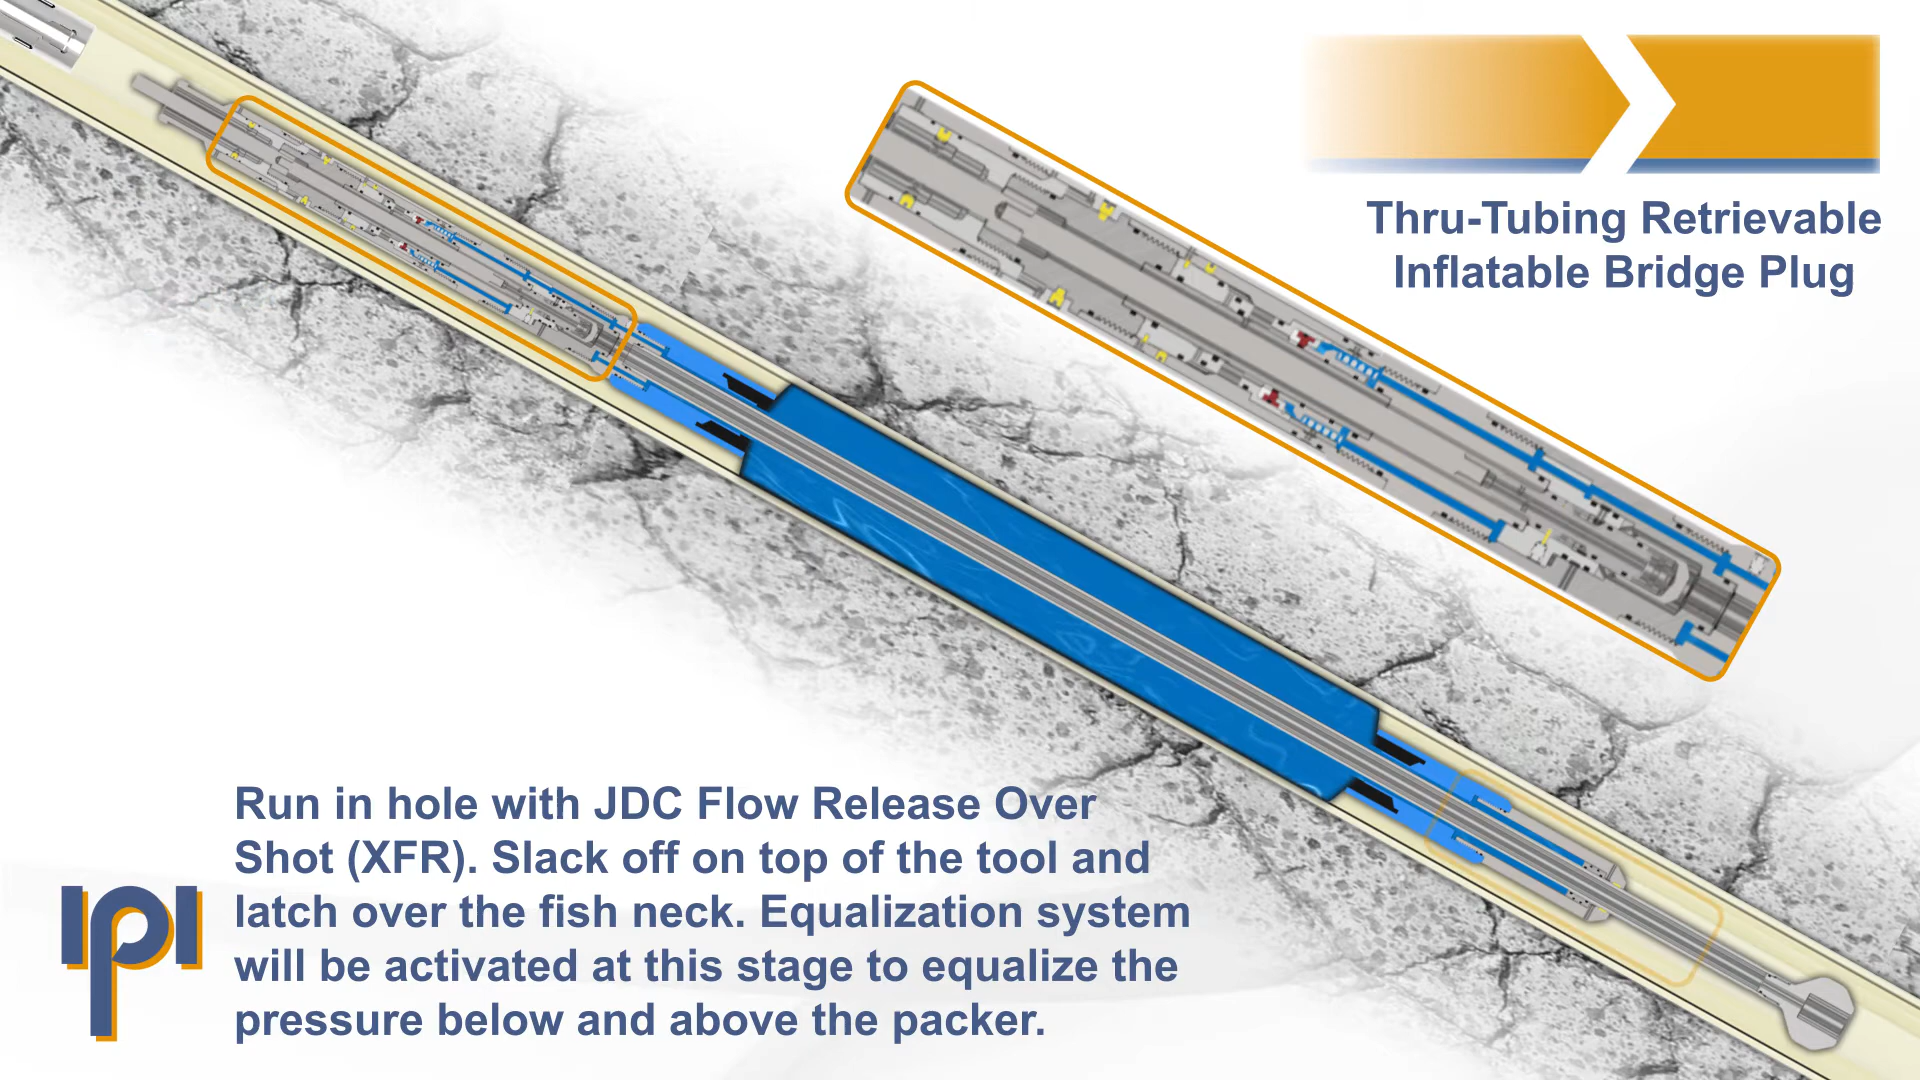 Thru-Tubing Retrievable
Inflatable Bridge Plug
Run in hole with JDC Flow Release Over
Shot (XFR). Slack off on top of the tool and
latch over the fish neck. Equalization system
will be activated at this stage to equalize the
pressure below and above the packer.
IPI